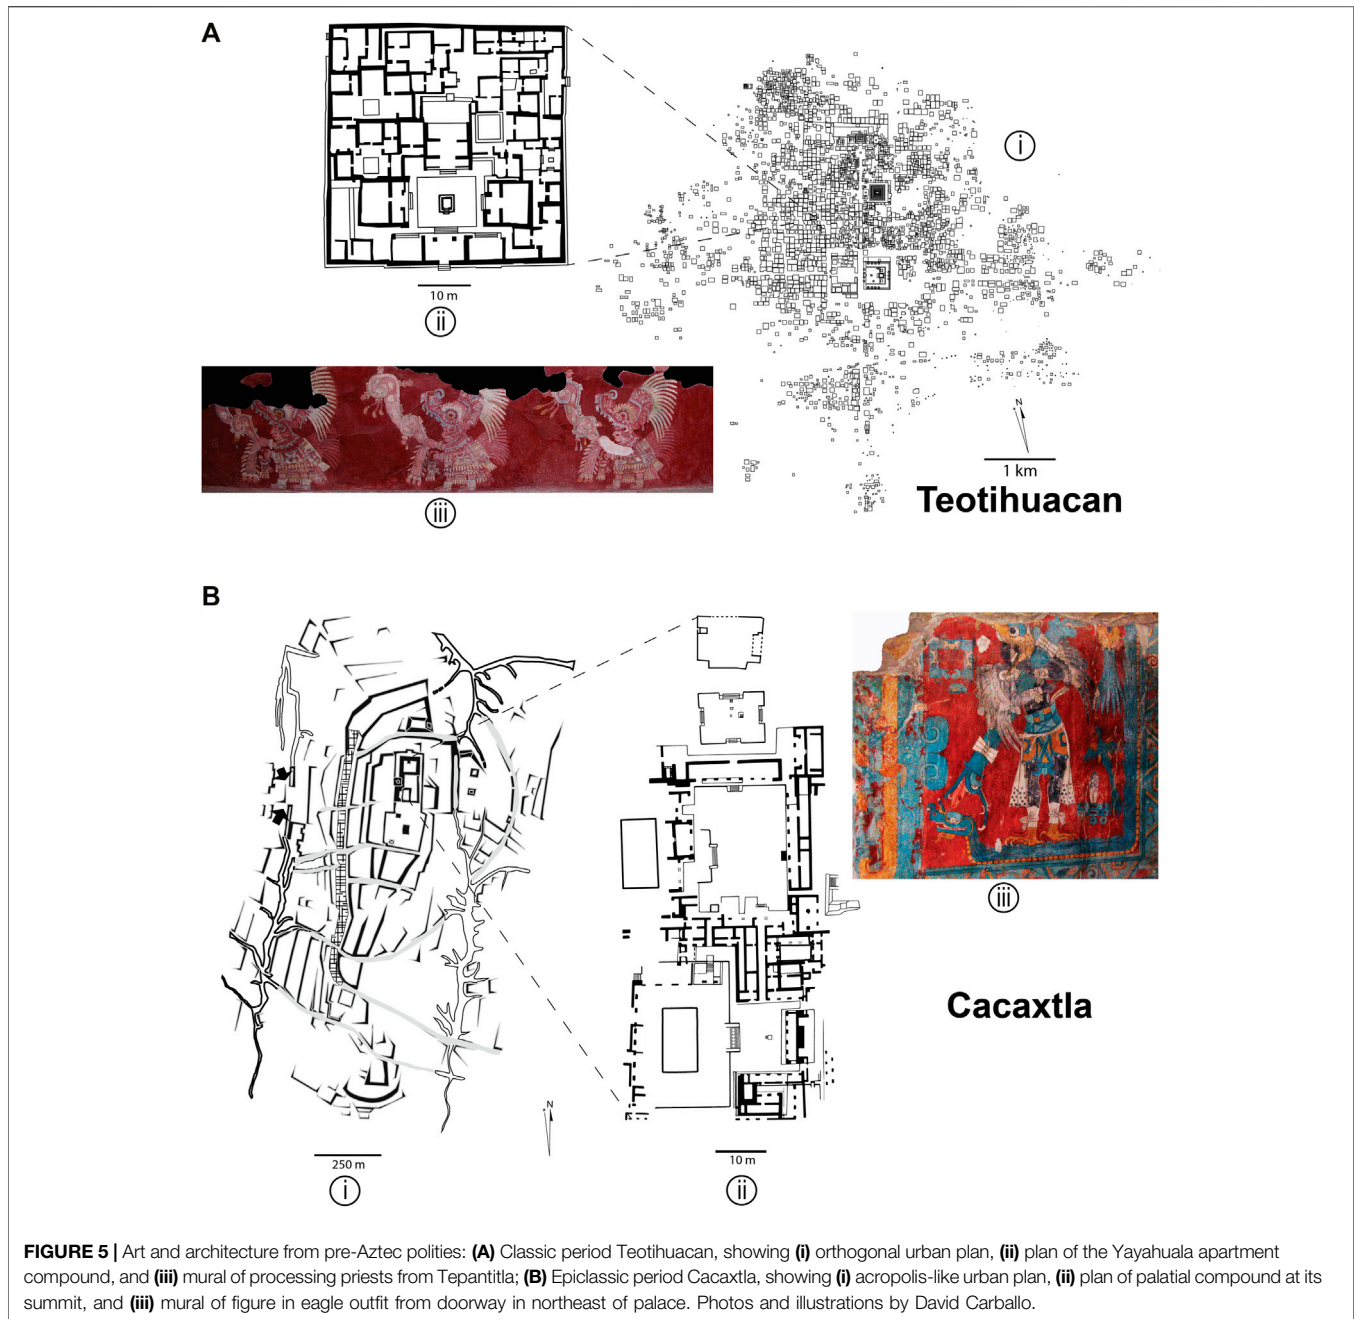 A
i
10 m
ii
iii
N
1 km
Teotihuacan
B
iii
Cacaxtla
N
250 m
10 m
i
ii
FIGURE 5 | Art and architecture from pre-Aztec polities: (A) Classic period Teotihuacan, showing (i) orthogonal urban plan, (ii) plan of the Yayahuala apartment
compound, and (iii) mural of processing priests from Tepantitla; (B) Epiclassic period Cacaxtla, showing (i) acropolis-like urban plan, (ii) plan of palatial compound at its
summit, and (iii) mural of figure in eagle outfit from doorway in northeast of palace. Photos and illustrations by David Carballo.